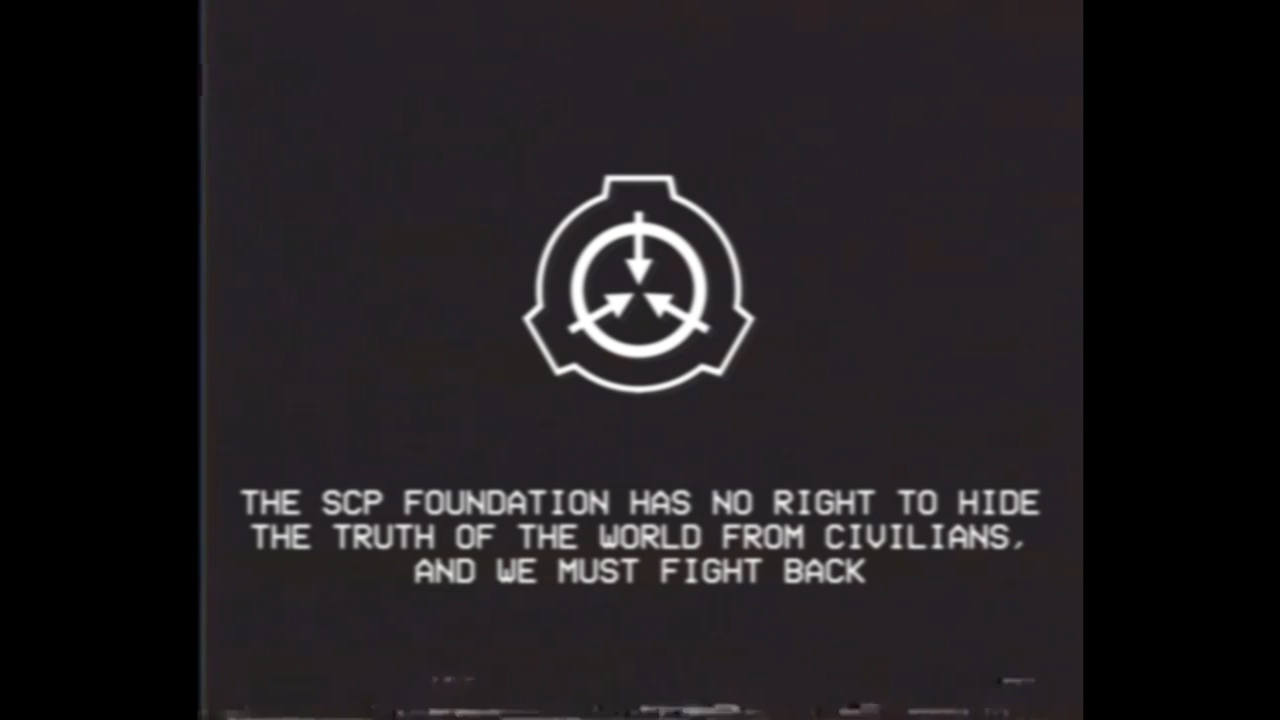 THE SCP FOUNDATION HAS NO RIGHT TO HIDE
THE TRUTH OF THE WORLD FROM CIVILIANS,
AND WE MUST FIGHT BACK